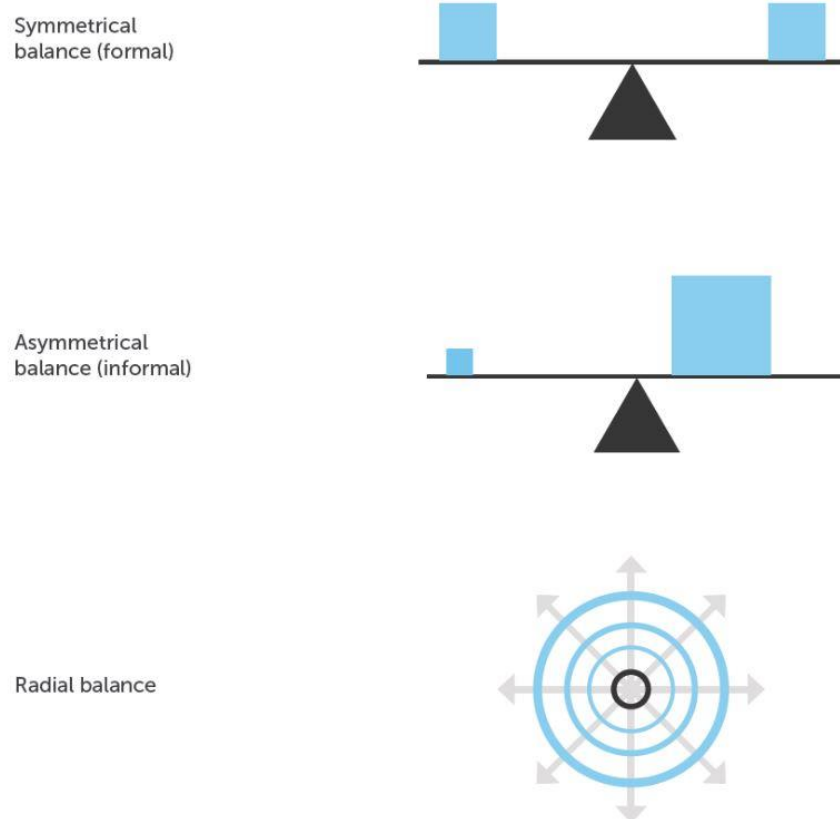 Symmetrical
balance (formal)
Asymmetrical
balance (informal)
Radial balance